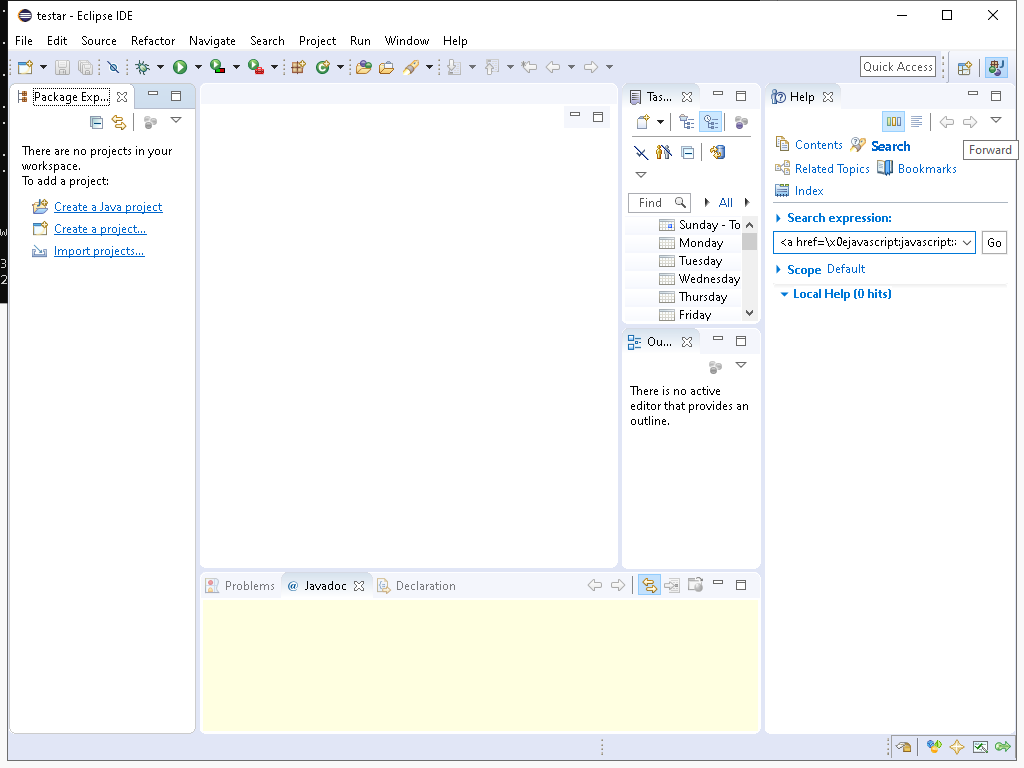 testar - Eclipse IDE
File Edit Source Refactor Navigate Search Project Run Window Help
Quick Access
Package Exp...
There are no projects in your
workspace.
To add a project:
Create a Java project
Create a project...
Import projects...
Tas...
Find
All
Sunday - To
Monday
Tuesday
Wednesday
Thursday
Friday
Ou...
There is no active
editor that provides an
outline.
Help
Contents Search
Forward
Related Topics Bookmarks
Index
Search expression:
<a href=\x0ejavascript:javascript:
Go
Scope Default
Local Help (0 hits)
Problems @ Javadoc Declaration